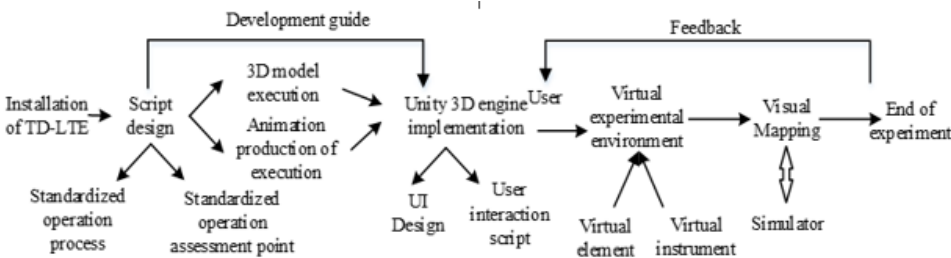 Development guide
Feedback
Installation
of TD-LTE
Script
design
3D model
execution
Animation
production of
execution
Unity 3D engine
implementation
User
Virtual
experimental
environment
Visual
Mapping
End of
experiment
Standardized
operation
process
Standardized
operation
assessment point
UI
Design
User
interaction
script
Virtual
element
Virtual
instrument
Simulator